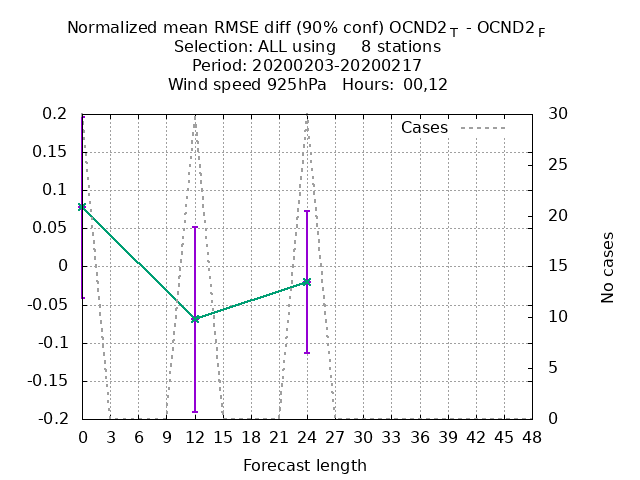 Normalized mean RMSE diff (90% conf) OCND2 T - OCND2 F
Selection: ALL using 8 stations
Period: 20200203-20200217
Wind speed 925hPa Hours: 00,12
Cases
0.2
0.15
0.1
0.05
0
-0.05
-0.1
-0.15
-0.2
30
25
20
15
10
5
0
No cases
0 3 6 9 12 15 18 21 24 27 30 33 36 39 42 45 48
Forecast length